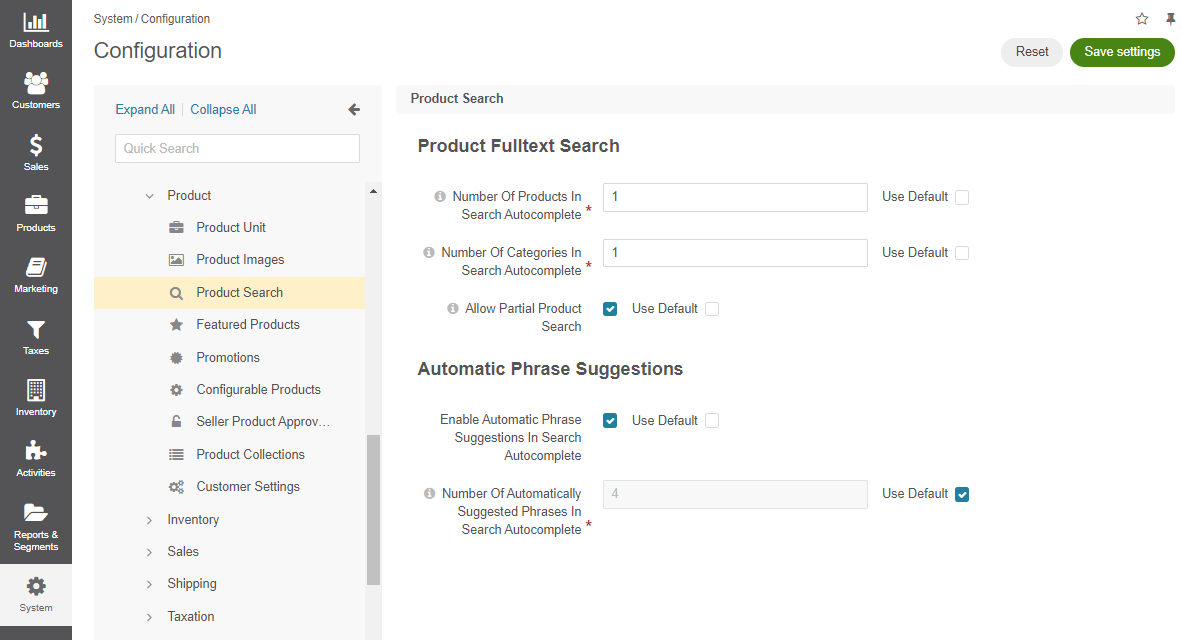 Dashboards
Customers
Sales
Products
Marketing
Taxes
Inventory
Activities
Reports &
Segments
System
System / Configuration
Configuration
Reset
Save settings
Expand All | Collapse All
Quick Search
Product
Product Unit
Product Images
Product Search
Featured Products
Promotions
Configurable Products
Seller Product Approv…
Product Collections
Customer Settings
Inventory
Sales
Shipping
Taxation
Product Search
Product Fulltext Search
Number Of Products In
Search Autocomplete *
1
Use Default
Number Of Categories In
Search Autocomplete *
1
Use Default
Allow Partial Product
Search
Use Default
Automatic Phrase Suggestions
Enable Automatic Phrase
Suggestions In Search
Autocomplete
Use Default
Number Of Automatically
Suggested Phrases In
Search Autocomplete *
4
Use Default